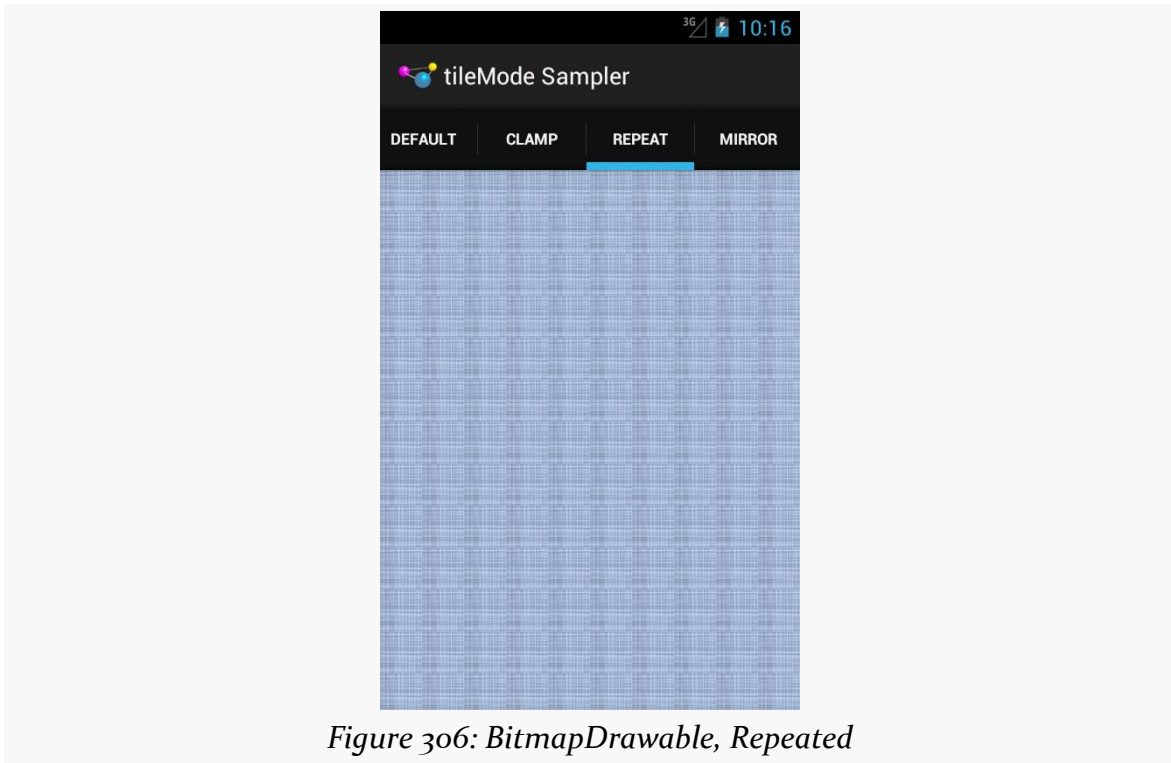 3G 10:16
tileMode Sampler
DEFAULT CLAMP REPEAT MIRROR
Figure 306: BitmapDrawable, Repeated